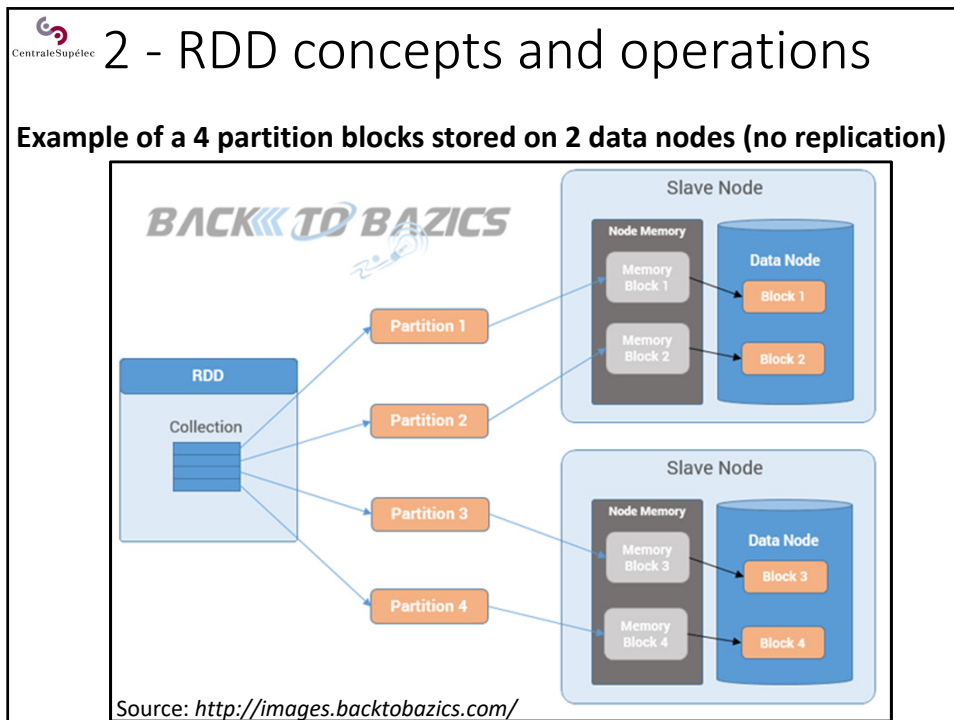 CentraleSupélec
2 - RDD concepts and operations
Example of a 4 partition blocks stored on 2 data nodes (no replication)
BACK TO BAZICS
RDD
Collection
Partition 1
Partition 2
Partition 3
Partition 4
Slave Node
Node Memory
Memory
Block 1
Memory
Block 2
Data Node
Block 1
Block 2
Slave Node
Node Memory
Memory
Block 3
Memory
Block 4
Data Node
Block 3
Block 4
Source: http://images.backtobazics.com/